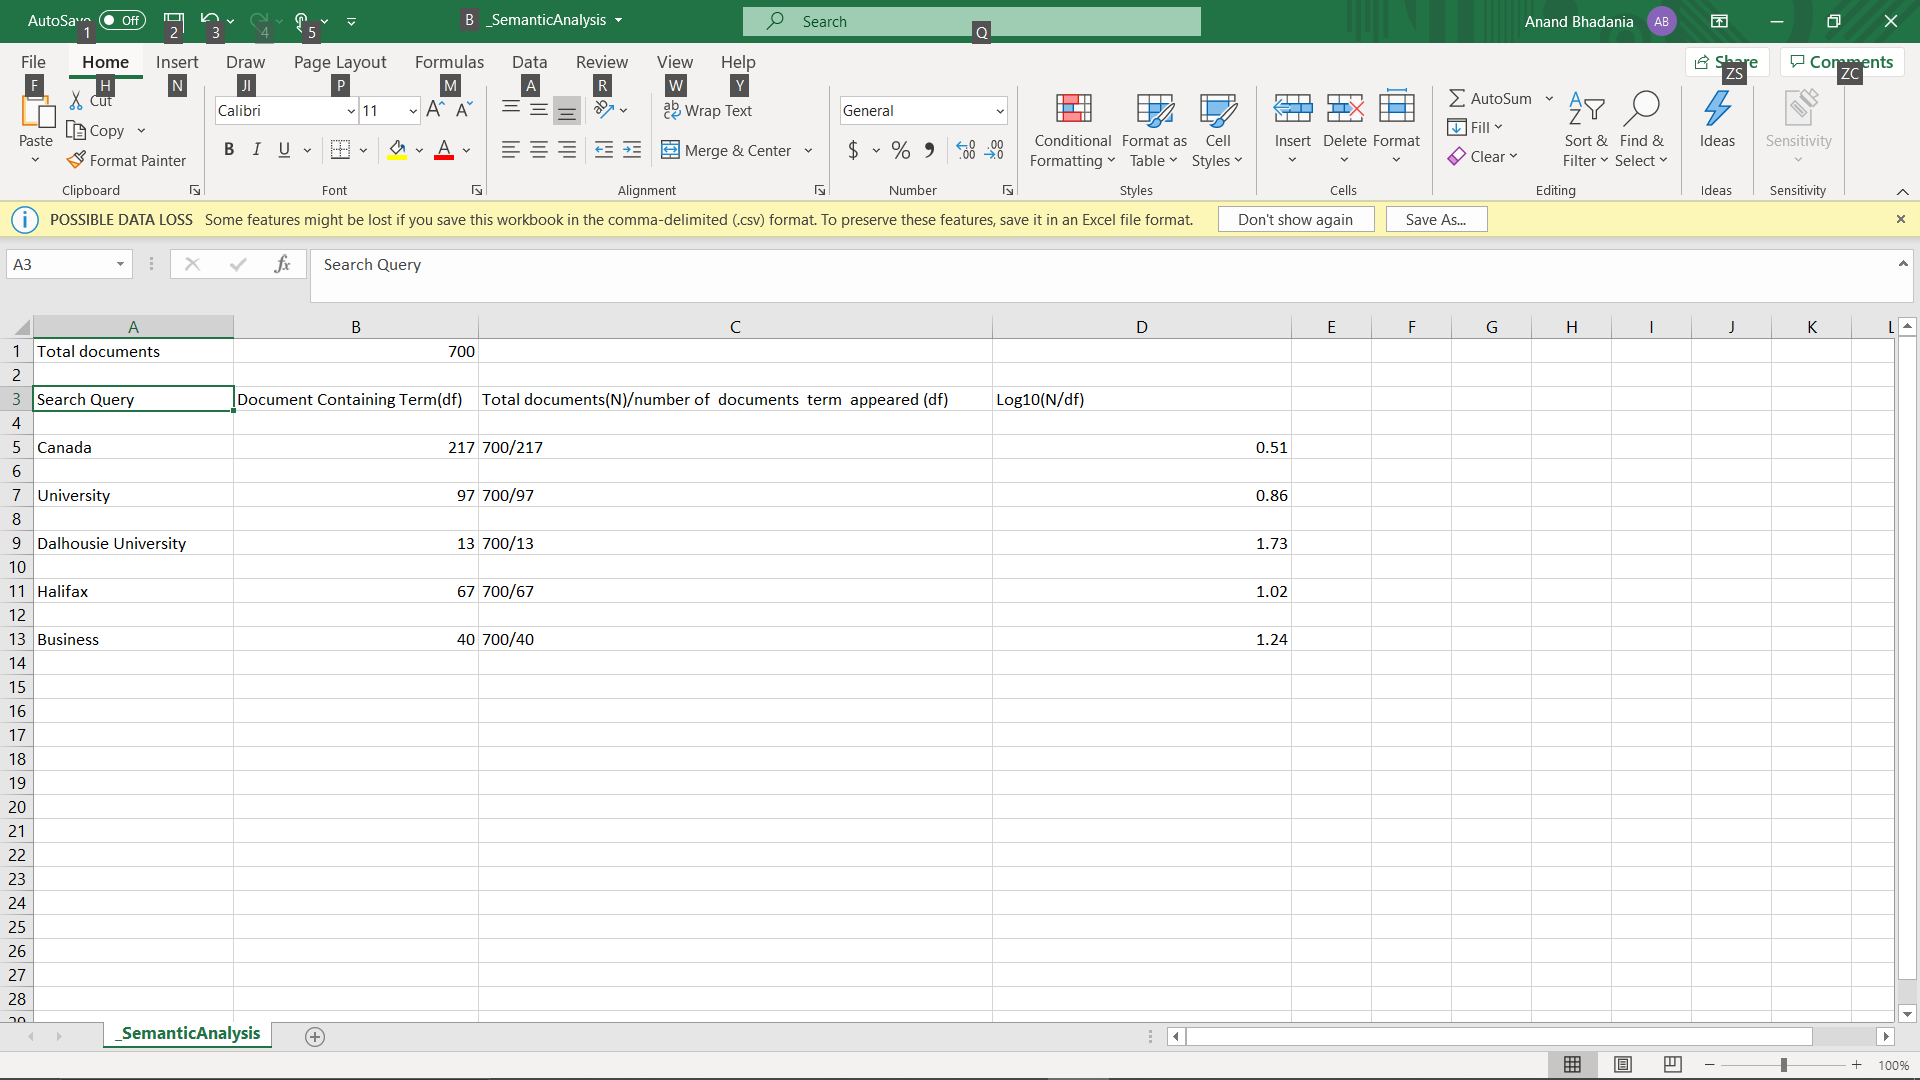 AutoSave Off
1 2 3 4 5
B _SemanticAnalysis
Search
Q
Anand Bhadania AB
File Home Insert Draw Page Layout Formulas Data Review View Help
Share Comments
F H N JI P M A R W Y ZS ZC
Paste
Cut
Copy
Format Painter
Clipboard
Calibri 11
B I U
Font
Wrap Text
Merge & Center
Alignment
General
$ % 9
Number
Conditional Formatting
Format as Table
Cell Styles
Styles
Insert Delete Format
Cells
AutoSum
Fill
Clear
Sort & Filter
Find & Select
Editing
Ideas
Ideas
Sensitivity
Sensitivity
POSSIBLE DATA LOSS Some features might be lost if you save this workbook in the comma-delimited (.csv) format. To preserve these features, save it in an Excel file format. Don't show again Save As...
A3 fx Search Query
A B C D E F G H I J K L
1 Total documents 700
2
3 Search Query Document Containing Term(df) Total documents(N)/number of documents term appeared (df) Log10(N/df)
4
5 Canada 217 700/217 0.51
6
7 University 97 700/97 0.86
8
9 Dalhousie University 13 700/13 1.73
10
11 Halifax 67 700/67 1.02
12
13 Business 40 700/40 1.24
14
15
16
17
18
19
20
21
22
23
24
25
26
27
28
29
_SemanticAnalysis
100%